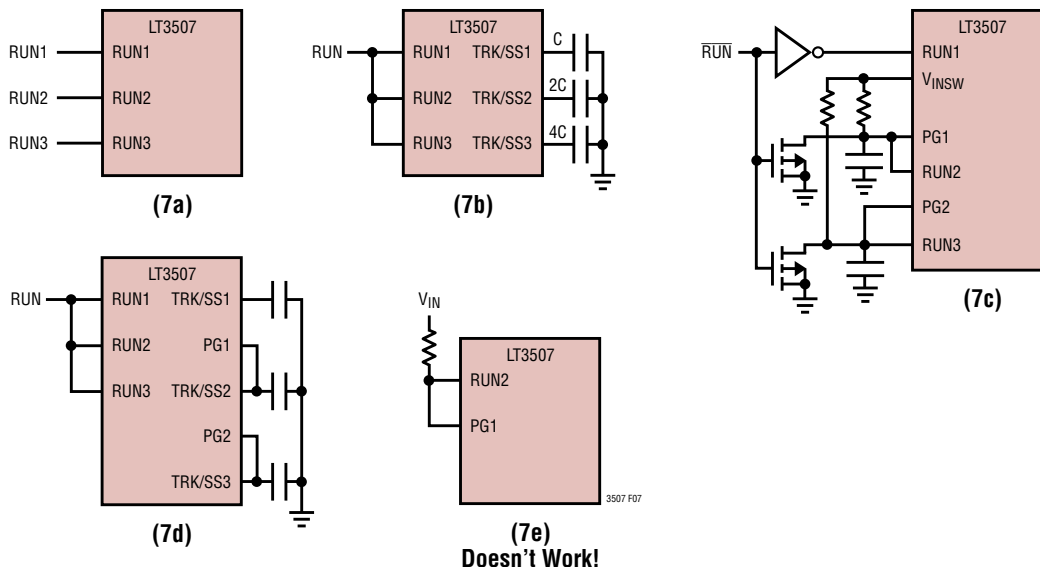 LT3507
RUN1 RUN1
RUN2 RUN2
RUN3 RUN3
(7a)
LT3507
RUN RUN1 TRK/SS1 C
RUN2 TRK/SS2 2C
RUN3 TRK/SS3 4C
(7b)
LT3507
RUN RUN1
VINSW
PG1
RUN2
PG2
RUN3
(7c)
LT3507
RUN RUN1 TRK/SS1
RUN2 PG1
RUN3 TRK/SS2
PG2
TRK/SS3
(7d)
VIN
LT3507
RUN2
PG1
3507 F07
(7e)
Doesn't Work!